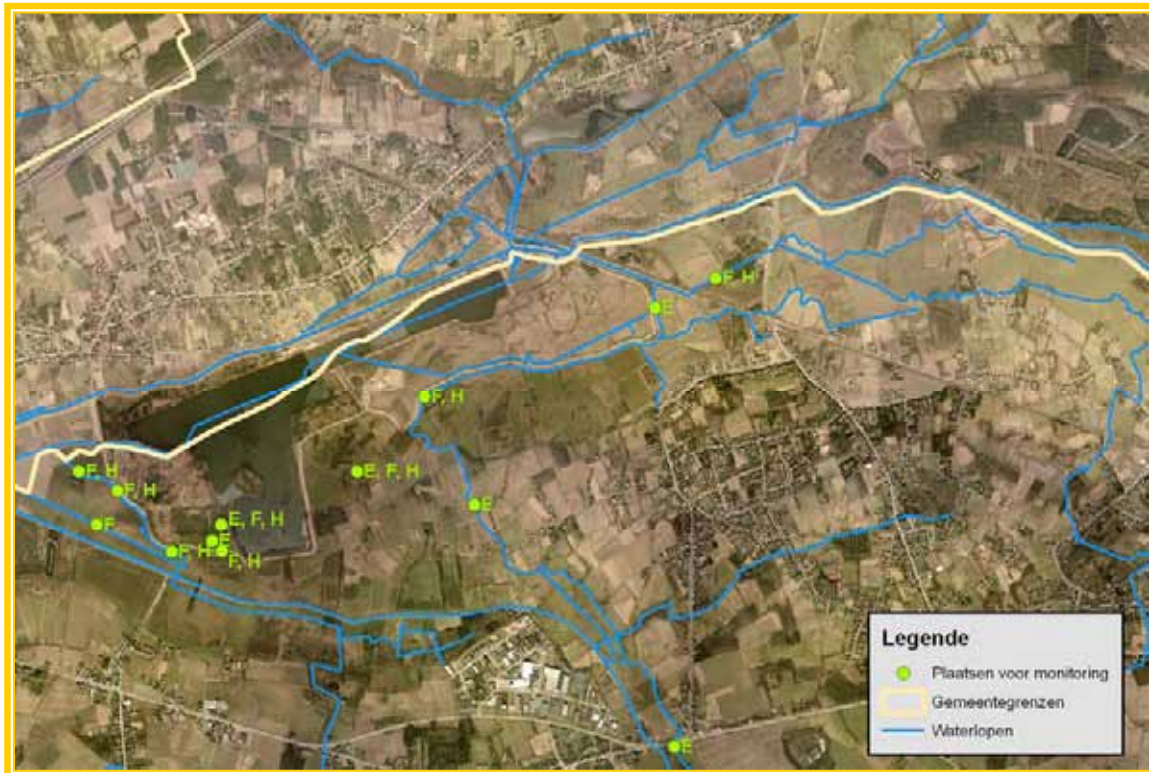 F, H
E
F, H
F, H
E, F, H
F, H
E
E, F, H
F
E
F, H
F, H
E
Legende
Plaatsen voor monitoring
Gemeentegrenzen
Waterlopen